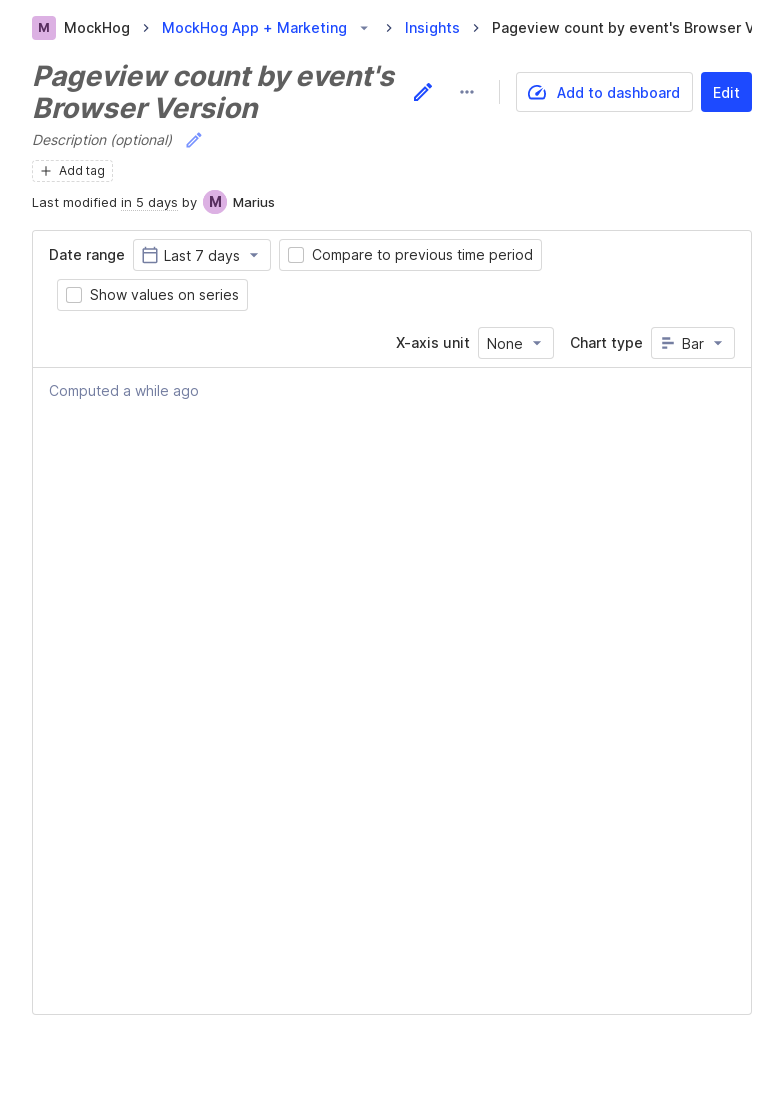 M MockHog > MockHog App + Marketing > Insights > Pageview count by event's Browser V
Pageview count by event's
Browser Version
Add to dashboard
Edit
Description (optional)
Add tag
Last modified in 5 days by M Marius
Date range Last 7 days Compare to previous time period
Show values on series
X-axis unit None Chart type Bar
Computed a while ago